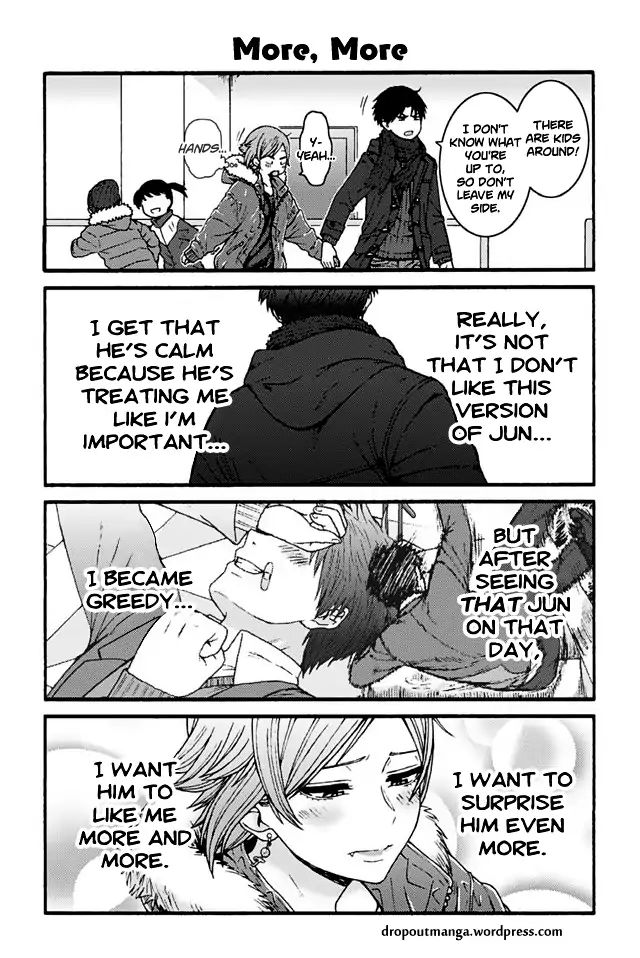 More, More
THERE
ARE KIDS
AROUND!
I DON'T
KNOW WHAT
YOU'RE
UP TO,
SO DON'T
LEAVE MY
SIDE.
Y-
YEAH...
HANDS...
REALLY,
IT'S NOT
THAT I DON'T
LIKE THIS
VERSION
OF JUN...
I GET THAT
HE'S CALM
BECAUSE HE'S
TREATING ME
LIKE I'M
IMPORTANT...
BUT
AFTER
SEEING
THAT JUN
ON THAT
DAY,
I BECAME
GREEDY...
I WANT TO
SURPRISE
HIM EVEN
MORE.
I WANT
HIM TO
LIKE ME
MORE AND
MORE.
dropoutmanga.wordpress.com